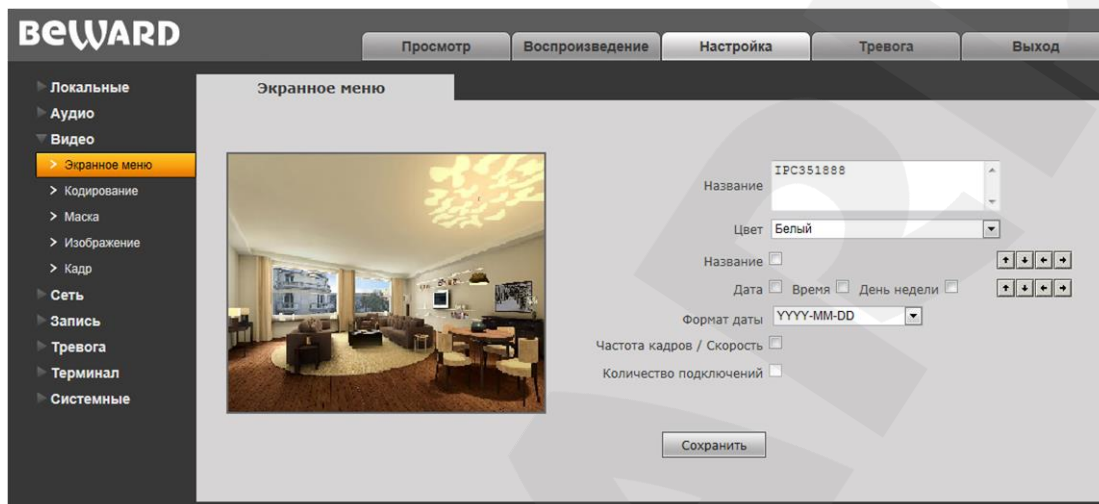 BEWARD
Просмотр Воспроизведение Настройка Тревога Выход
Локальные
Аудио
Видео
Экранное меню
Кодирование
Маска
Изображение
Кадр
Сеть
Запись
Тревога
Терминал
Системные
Экранное меню
Название IPC351888
Цвет Белый
Название
Дата Время День недели
Формат даты YYYY-MM-DD
Частота кадров / Скорость
Количество подключений
Сохранить